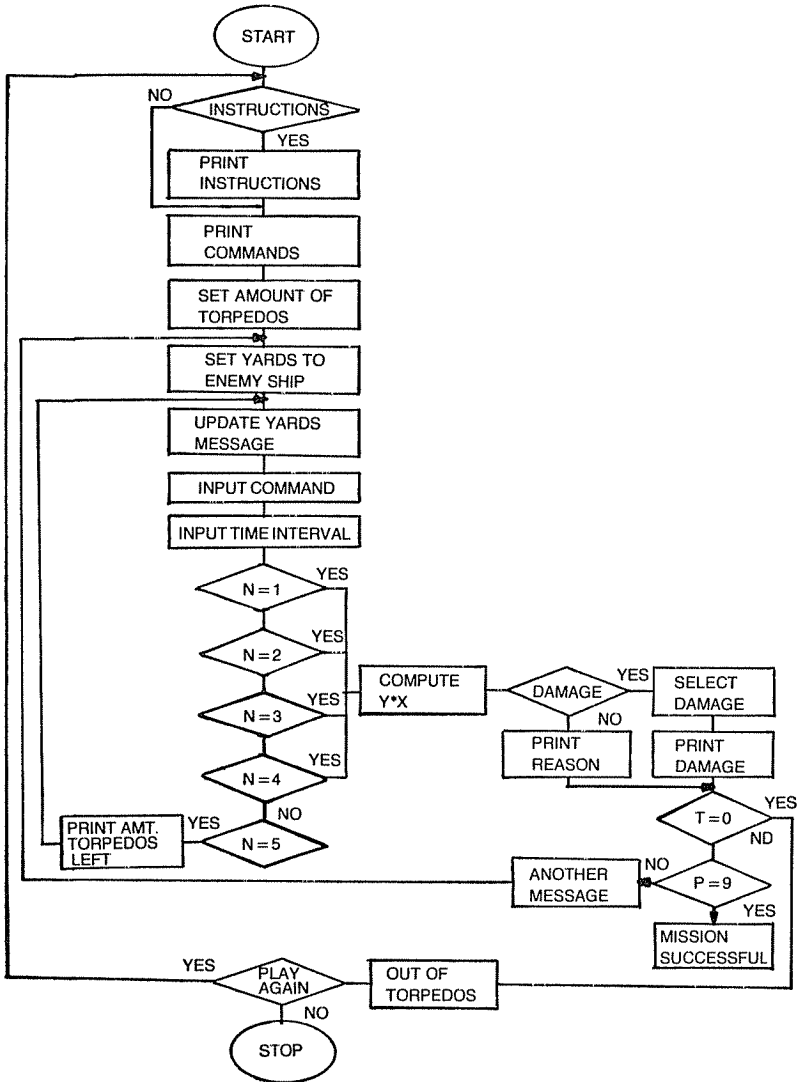 START
NO
INSTRUCTIONS
YES
PRINT
INSTRUCTIONS
PRINT
COMMANDS
SET AMOUNT OF
TORPEDOS
SET YARDS TO
ENEMY SHIP
UPDATE YARDS
MESSAGE
INPUT COMMAND
INPUT TIME INTERVAL
YES
N=1
YES
N=2
YES
N=3
YES
N=4
NO
N=5
YES
PRINT AMT.
TORPEDOS
LEFT
COMPUTE
Y*X
DAMAGE
YES
SELECT
DAMAGE
NO
PRINT
REASON
PRINT
DAMAGE
T=0
YES
ND
P=9
NO
ANOTHER
MESSAGE
YES
MISSION
SUCCESSFUL
OUT OF
TORPEDOS
PLAY
AGAIN
YES
NO
STOP